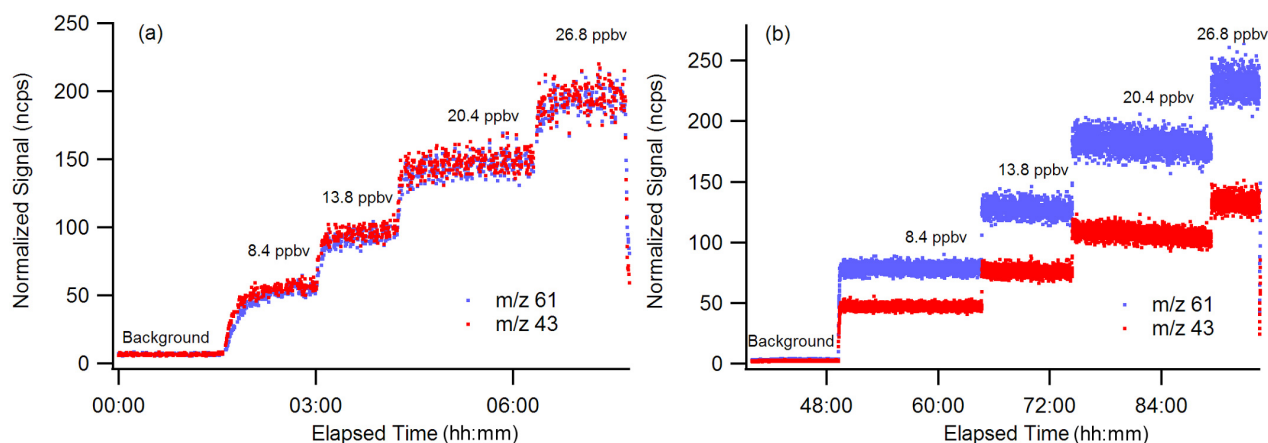 (a)
250
200
150
100
50
0
Normalized Signal (ncps)
Background
8.4 ppbv
13.8 ppbv
20.4 ppbv
26.8 ppbv
m/z 61
m/z 43
00:00
03:00
06:00
Elapsed Time (hh:mm)
(b)
250
200
150
100
50
0
Normalized Signal (ncps)
Background
8.4 ppbv
13.8 ppbv
20.4 ppbv
26.8 ppbv
m/z 61
m/z 43
48:00
60:00
72:00
84:00
Elapsed Time (hh:mm)